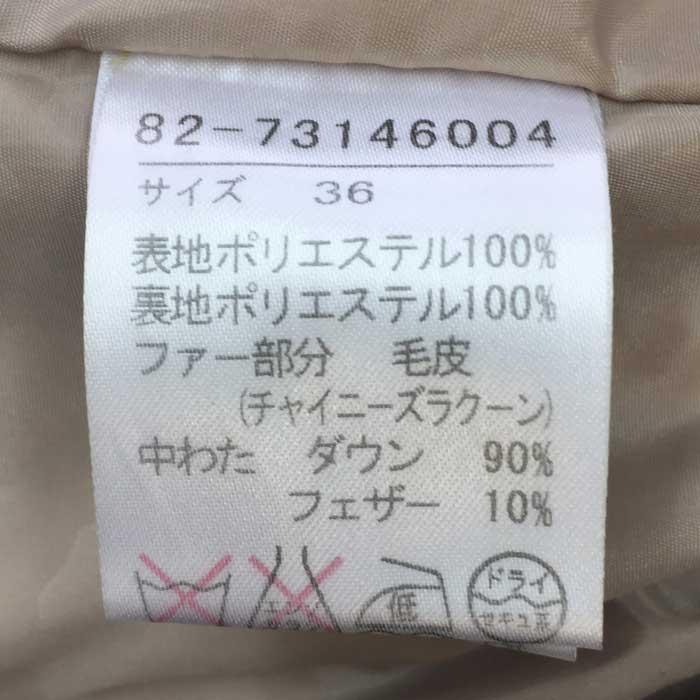 82-73146004
サイズ 36
表地ポリエステル100%
裏地ポリエステル100%
ファー部分 毛皮
(チャイニーズラクーン)
中わた ダウン 90%
フェザー 10%
低
ドライ
セキユ系